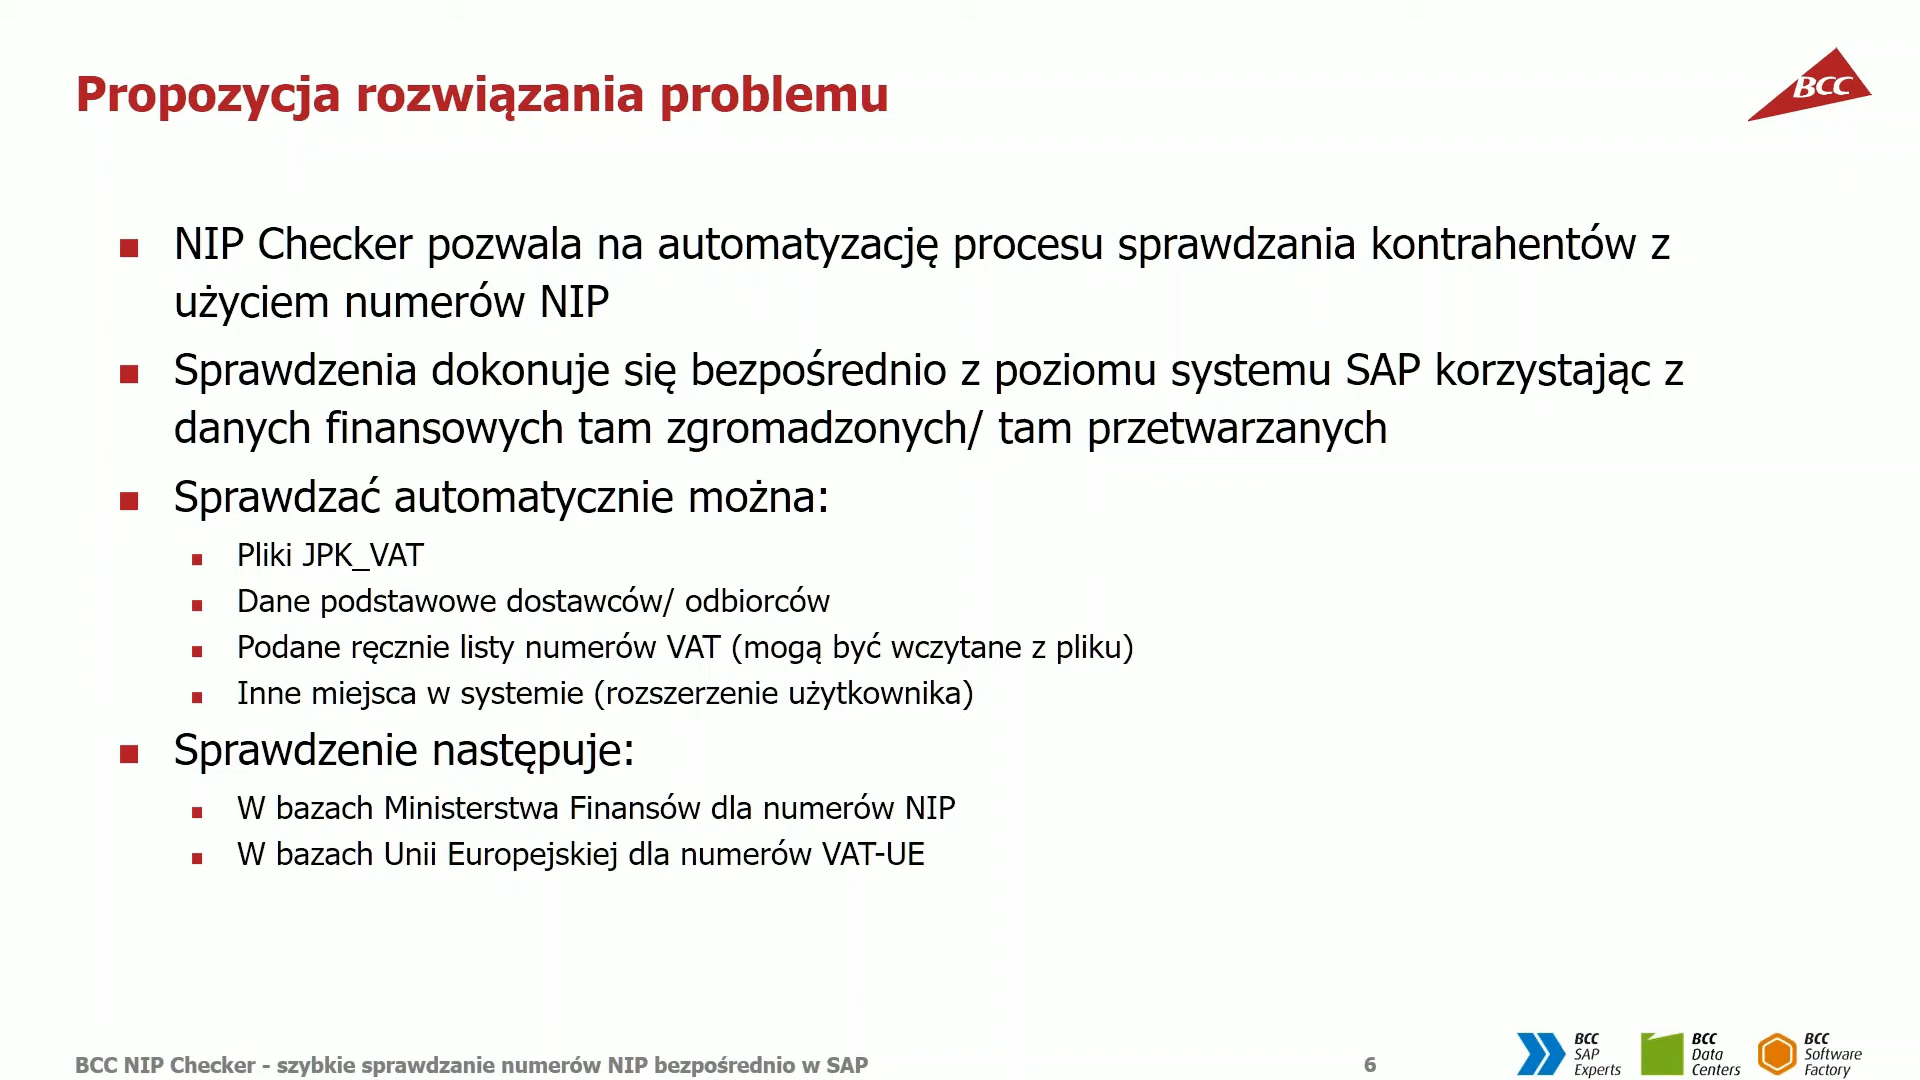 Propozycja rozwiązania problemu
BCC
NIP Checker pozwala na automatyzację procesu sprawdzania kontrahentów z
użyciem numerów NIP
Sprawdzenia dokonuje się bezpośrednio z poziomu systemu SAP korzystając z
danych finansowych tam zgromadzonych/ tam przetwarzanych
Sprawdzać automatycznie można:
Pliki JPK_VAT
Dane podstawowe dostawców/ odbiorców
Podane ręcznie listy numerów VAT (mogą być wczytane z pliku)
Inne miejsca w systemie (rozszerzenie użytkownika)
Sprawdzenie następuje:
W bazach Ministerstwa Finansów dla numerów NIP
W bazach Unii Europejskiej dla numerów VAT-UE
BCC NIP Checker - szybkie sprawdzanie numerów NIP bezpośrednio w SAP
6
BCC
SAP
Experts
BCC
Data
Centers
BCC
Software
Factory